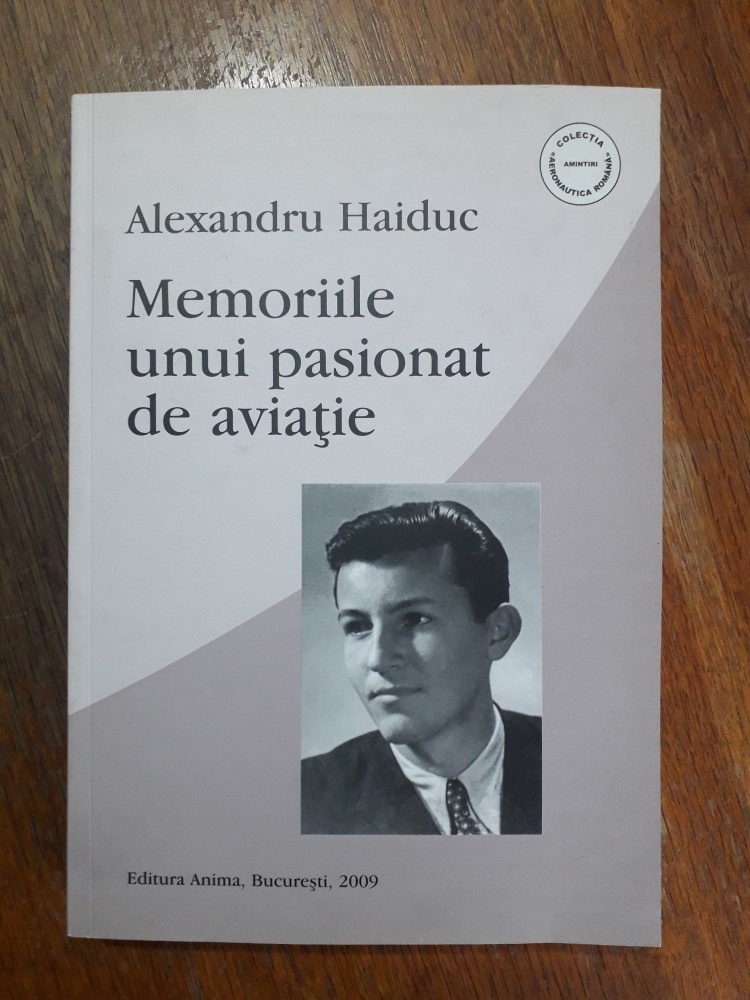 COLECȚIA
AMINTIRI
«AERONAUTICA ROMÂNĂ»
Alexandru Haiduc
Memoriile
unui pasionat
de aviaţie
Editura Anima, Bucureşti, 2009